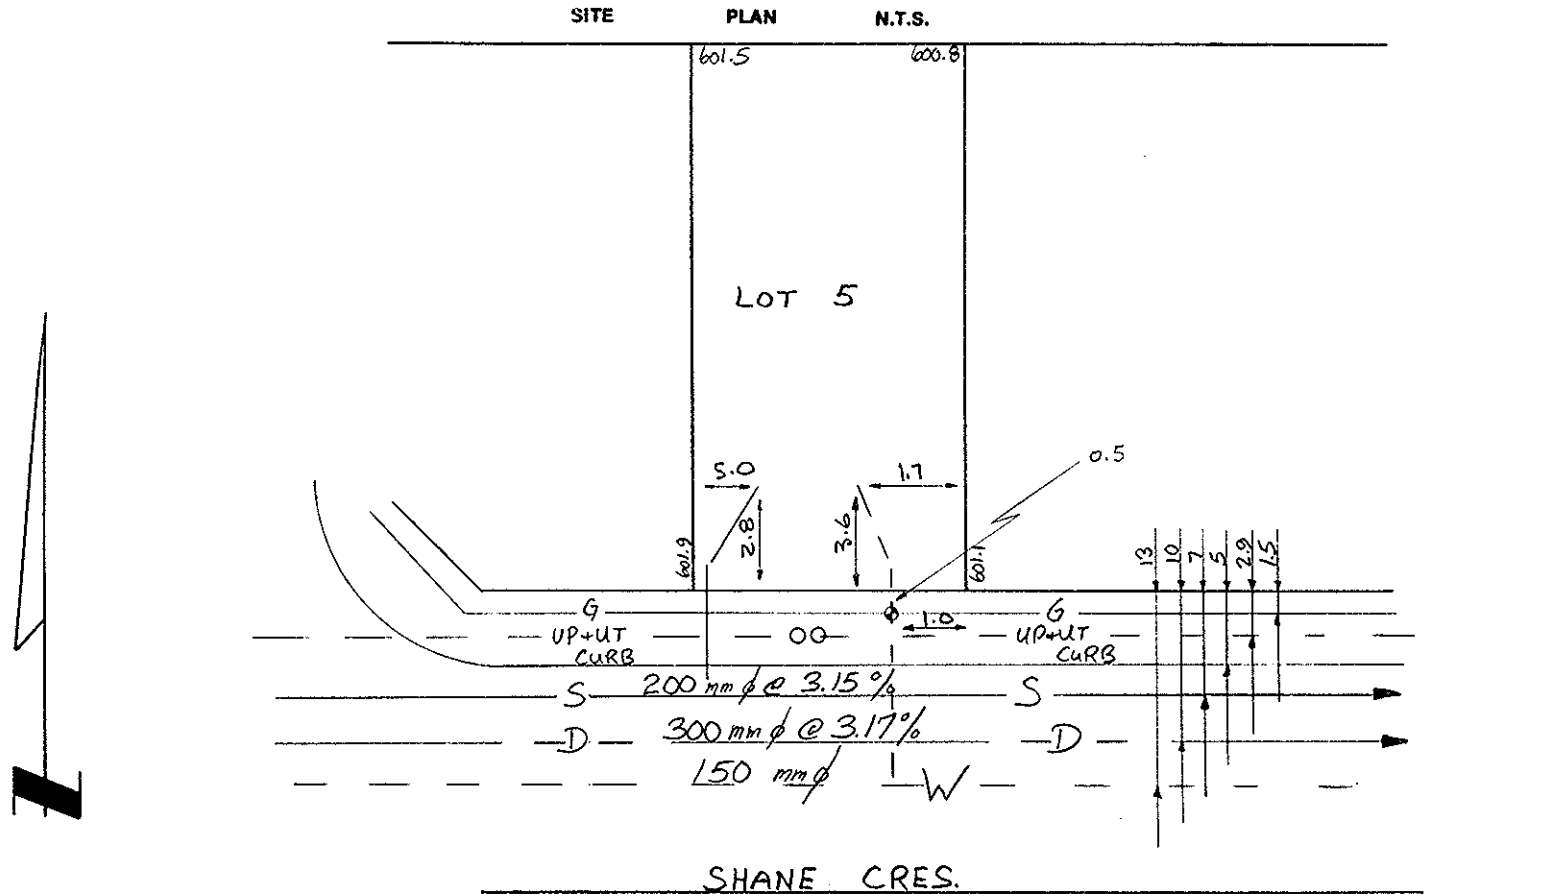 SITE PLAN N.T.S.
601.5 600.8
LOT 5
0.5
5.0 1.7
2.8 3.6
601.9 601.1
13 10 7 5 2.9 1.5
G G
1.0
UP+UT OO UP+UT
CURB CURB
S 200 mm ϕ @ 3.15 % S
D 300 mm ϕ @ 3.17% D
150 mm ϕ W
SHANE CRES.